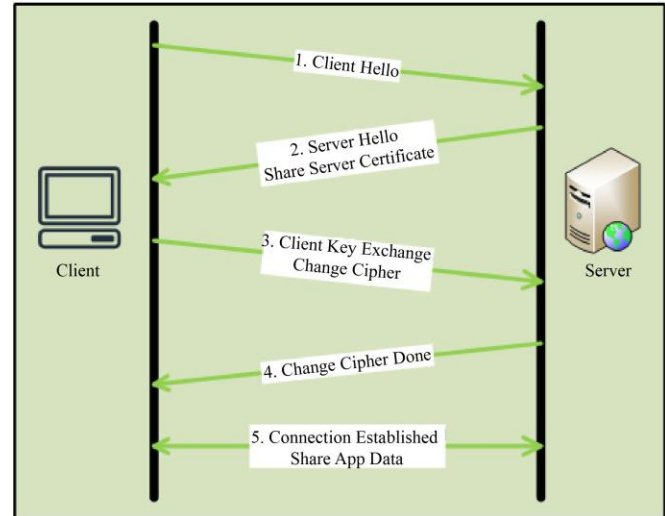 1. Client Hello
2. Server Hello
Share Server Certificate
3. Client Key Exchange
Change Cipher
Client
Server
4. Change Cipher Done
5. Connection Established
Share App Data